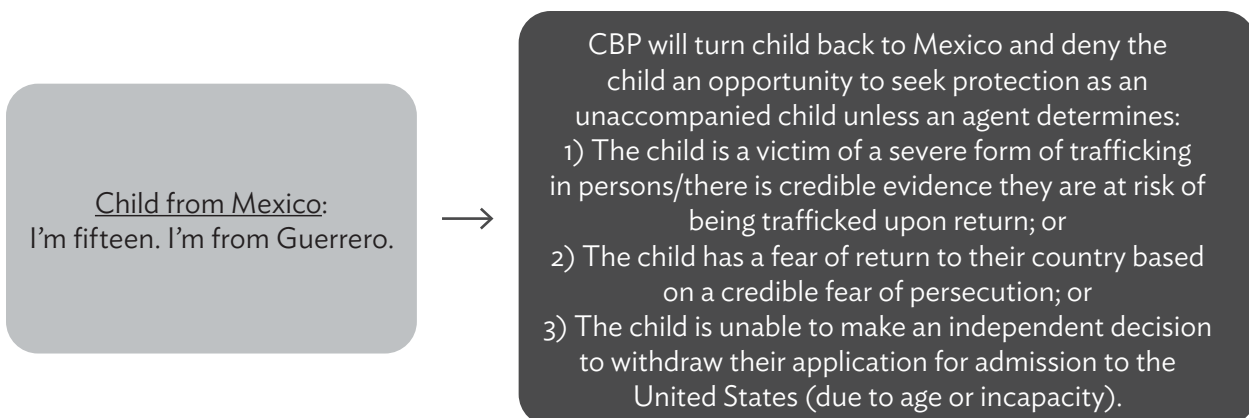 Child from Mexico:
I’m fifteen. I’m from Guerrero.
CBP will turn child back to Mexico and deny the
child an opportunity to seek protection as an
unaccompanied child unless an agent determines:
1) The child is a victim of a severe form of trafficking
in persons/there is credible evidence they are at risk of
being trafficked upon return; or
2) The child has a fear of return to their country based
on a credible fear of persecution; or
3) The child is unable to make an independent decision
to withdraw their application for admission to the
United States (due to age or incapacity).